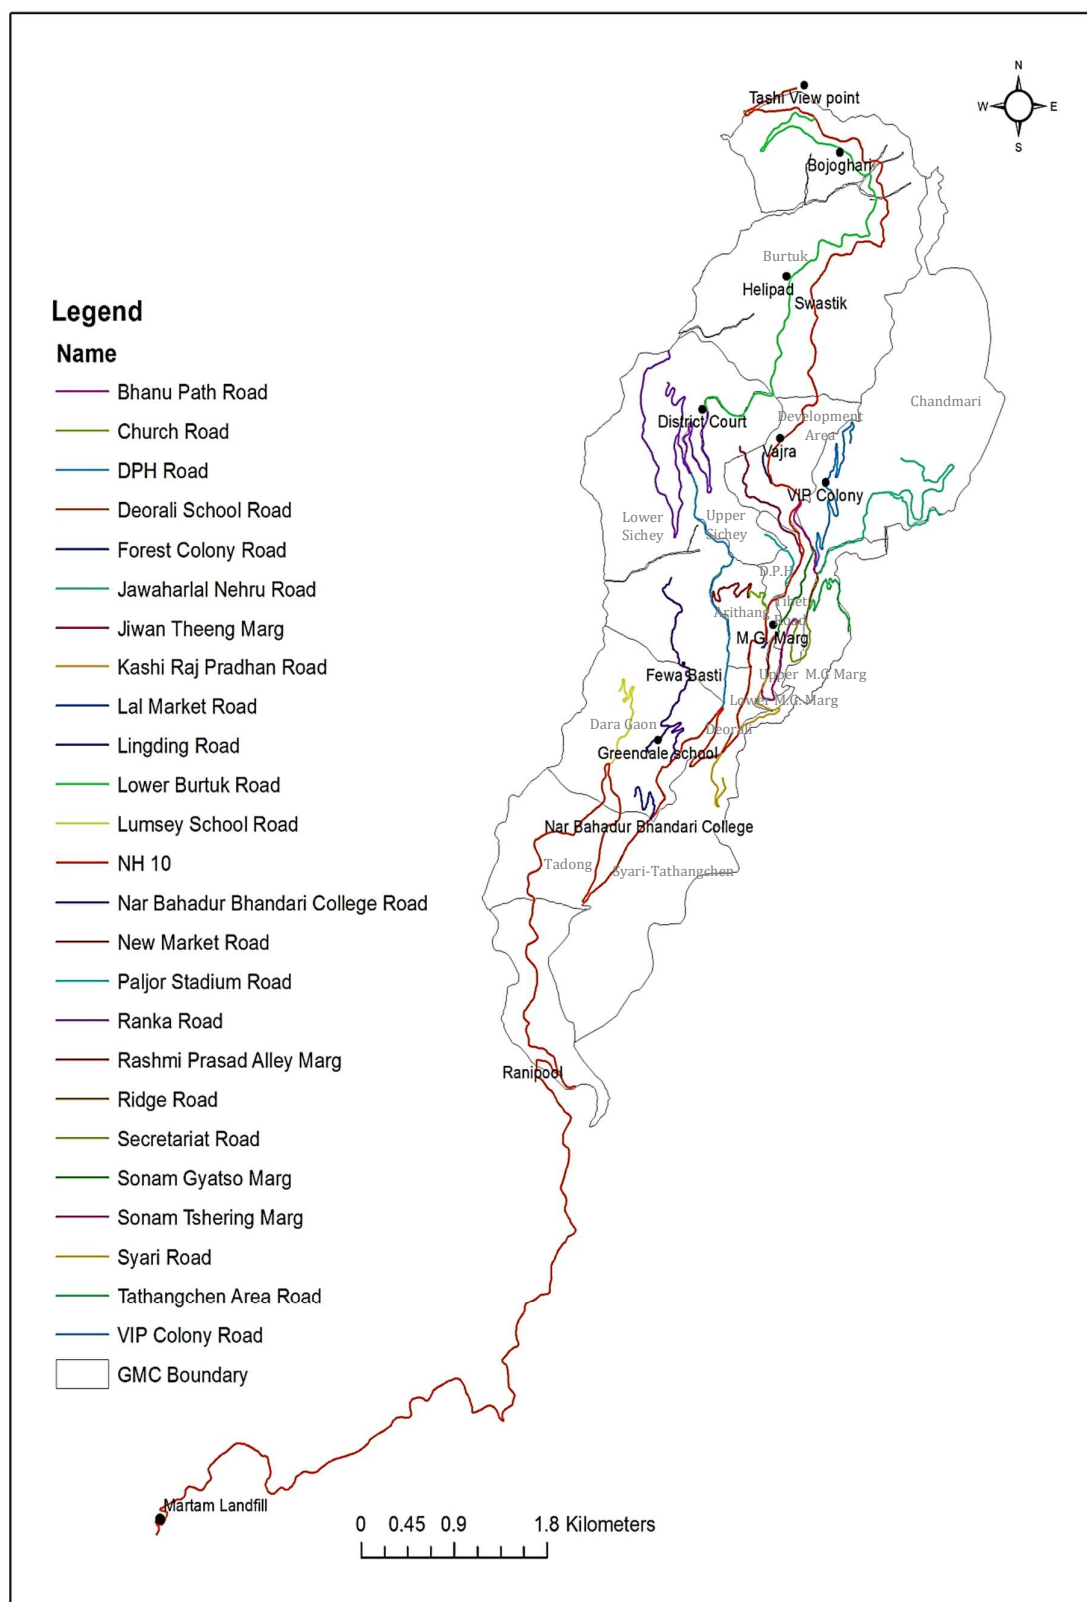 N
W E
S
Tashi View point
Bojoghari
Burtuk
Helipad
Swastik
Legend
Name
Bhanu Path Road
Church Road
DPH Road
Deorali School Road
Forest Colony Road
Jawaharlal Nehru Road
Jiwan Theeng Marg
Kashi Raj Pradhan Road
Lal Market Road
Lingding Road
Lower Burtuk Road
Lumsey School Road
NH 10
Nar Bahadur Bhandari College Road
New Market Road
Paljor Stadium Road
Ranka Road
Rashmi Prasad Alley Marg
Ridge Road
Secretariat Road
Sonam Gyatso Marg
Sonam Tshering Marg
Syari Road
Tathangchen Area Road
VIP Colony Road
GMC Boundary
Chandmari
District Court
Development
Area
Vajra
VIP Colony
Lower
Sichey
Upper
Sichey
D.P.H
Arithang
Tibet
Road
M.G. Marg
Fewa Basti
Upper M.G Marg
Lower M.G. Marg
Dara Gaon
Deorali
Greendale school
Nar Bahadur Bhandari College
Tadong
Syari-Tathangchen
Ranipool
Martam Landfill
0 0.45 0.9 1.8 Kilometers